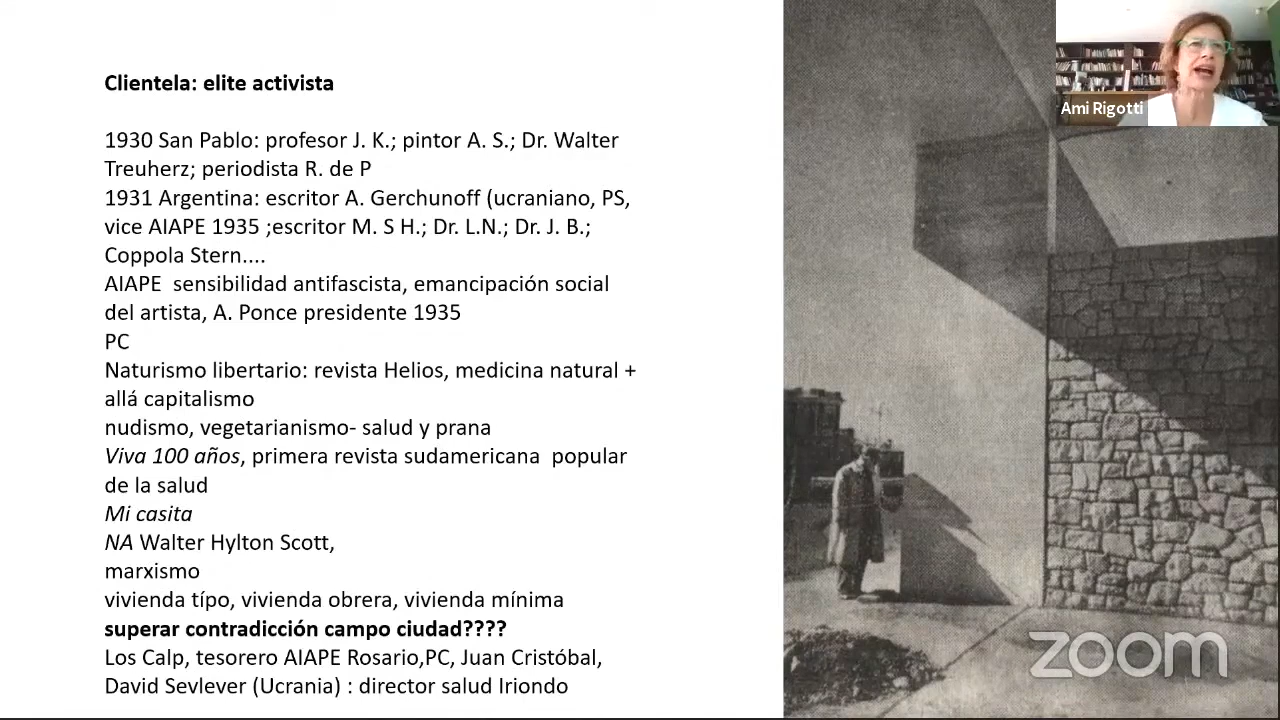 Clientela: elite activista
1930 San Pablo: profesor J. K.; pintor A. S.; Dr. Walter
Treuherz; periodista R. de P
1931 Argentina: escritor A. Gerchunoff (ucraniano, PS,
vice AIAPE 1935 ;escritor M. S H.; Dr. L.N.; Dr. J. B.;
Coppola Stern....
AIAPE  sensibilidad antifascista, emancipación social
del artista, A. Ponce presidente 1935
PC
Naturismo libertario: revista Helios, medicina natural +
allá capitalismo
nudismo, vegetarianismo- salud y prana
Viva 100 años, primera revista sudamericana  popular
de la salud
Mi casita
NA Walter Hylton Scott,
marxismo
vivienda típo, vivienda obrera, vivienda mínima
superar contradicción campo ciudad????
Los Calp, tesorero AIAPE Rosario,PC, Juan Cristóbal,
David Sevlever (Ucrania) : director salud Iriondo
Ami Rigotti
zoom